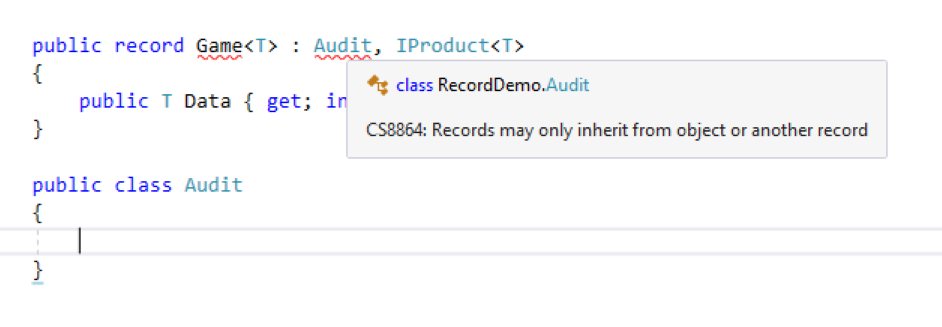 public record Game<T> : Audit, IProduct<T>
{
class RecordDemo.Audit
public T Data { get; in
CS8864: Records may only inherit from object or another record
}
public class Audit
{
}